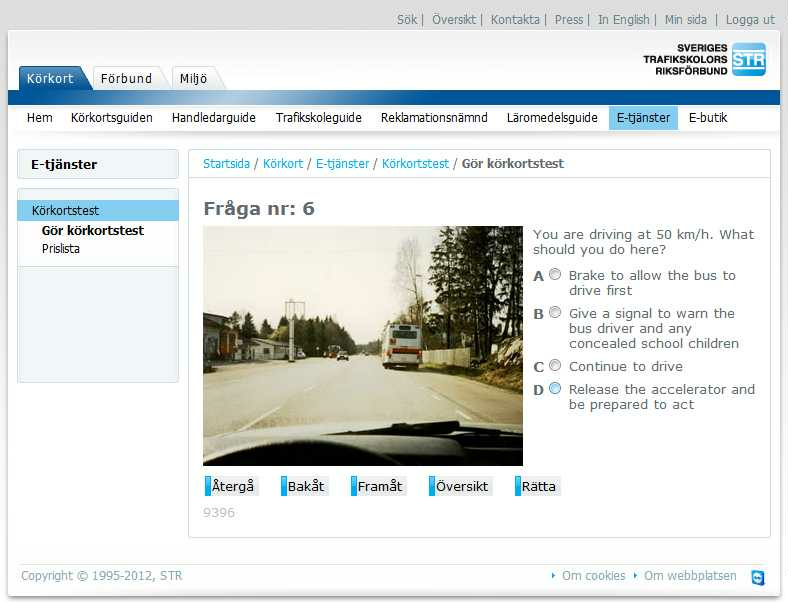 Sök | Översikt | Kontakta | Press | In English | Min sida | Logga ut
SVERIGES
TRAFIKSKOLORS
RIKSFÖRBUND
STR
Körkort Förbund Miljö
Hem Körkortsguiden Handledarguide Trafikskoleguide Reklamationsnämnd Läromedelsguide E-tjänster E-butik
E-tjänster
Startsida / Körkort / E-tjänster / Körkortstest / Gör körkortstest
Körkortstest
Gör körkortstest
Prislista
Fråga nr: 6
You are driving at 50 km/h. What
should you do here?
A Brake to allow the bus to
drive first
B Give a signal to warn the
bus driver and any
concealed school children
C Continue to drive
D Release the accelerator and
be prepared to act
Återgå Bakåt Framåt Översikt Rätta
9396
Copyright © 1995-2012, STR
Om cookies Om webbplatsen